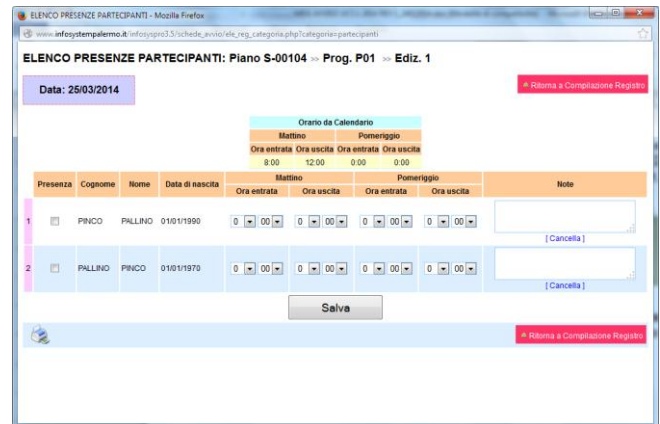 ELENCO PRESENZE PARTECIPANTI - Mozilla Firefox
www.infosystempalermo.it/infosyspro3.5/schede_avvio/ele_reg_categoria.php?categoria=partecipanti
ELENCO PRESENZE PARTECIPANTI: Piano S-00104 >> Prog. P01 >> Ediz. 1
Data: 25/03/2014
Ritorna a Compilazione Registro
Orario da Calendario
Mattino Pomeriggio
Ora entrata Ora uscita Ora entrata Ora uscita
8:00 12:00 0:00 0:00
Presenza Cognome Nome Data di nascita Mattino Pomeriggio Note
Ora entrata Ora uscita Ora entrata Ora uscita
1 PINCO PALLINO 01/01/1990 0 00 0 00 0 00 0 00
[ Cancella ]
2 PALLINO PINCO 01/01/1970 0 00 0 00 0 00 0 00
[ Cancella ]
Salva
Ritorna a Compilazione Registro